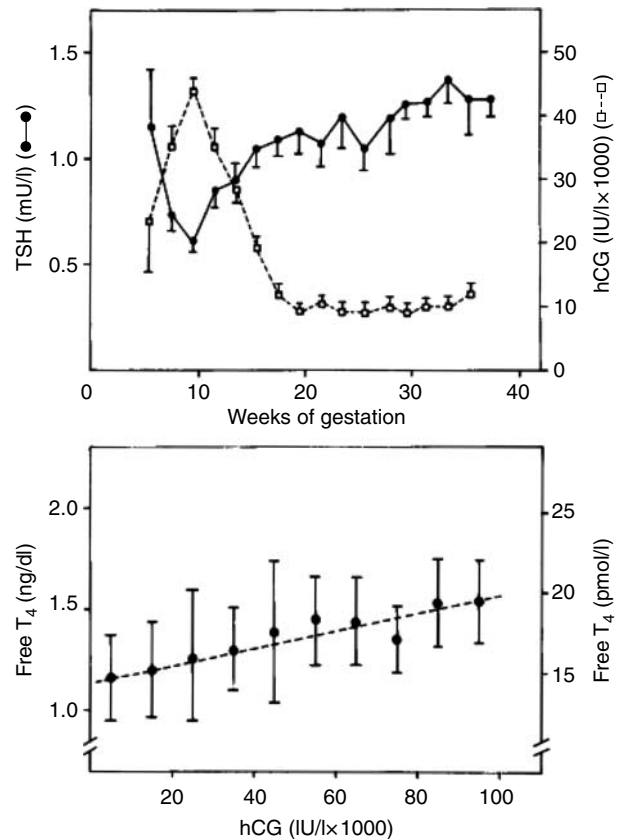 TSH (mU/l) (●—●)
1.5
1.0
0.5
50
40
30
20
10
0
hCG (IU/l×1000) (□---□)
0 10 20 30 40
Weeks of gestation
Free T₄ (ng/dl)
2.0
1.5
1.0
25
20
15
Free T₄ (pmol/l)
20 40 60 80 100
hCG (IU/l×1000)